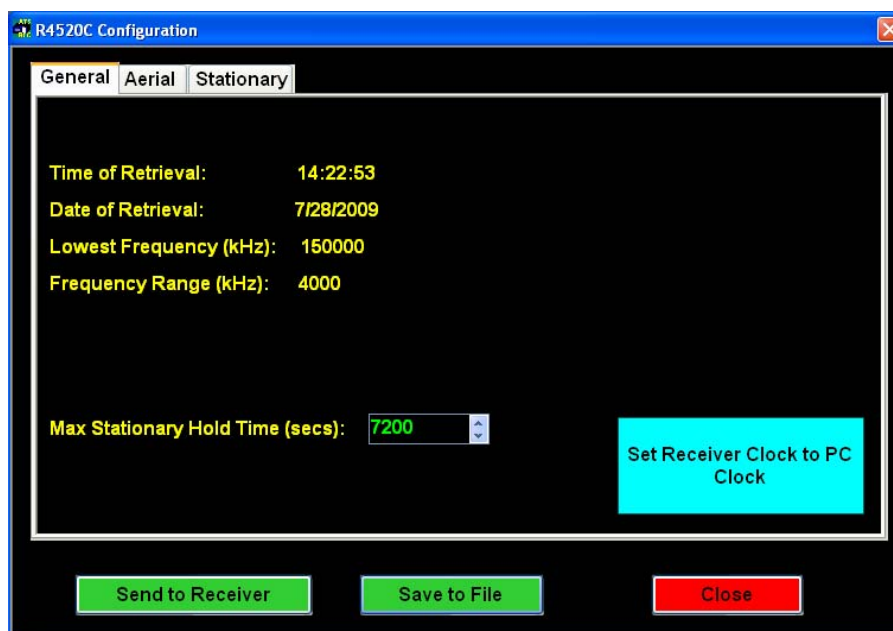 R4520C Configuration
General Aerial Stationary
Time of Retrieval: 14:22:53
Date of Retrieval: 7/28/2009
Lowest Frequency (kHz): 150000
Frequency Range (kHz): 4000
Max Stationary Hold Time (secs): 7200
Set Receiver Clock to PC
Clock
Send to Receiver Save to File Close